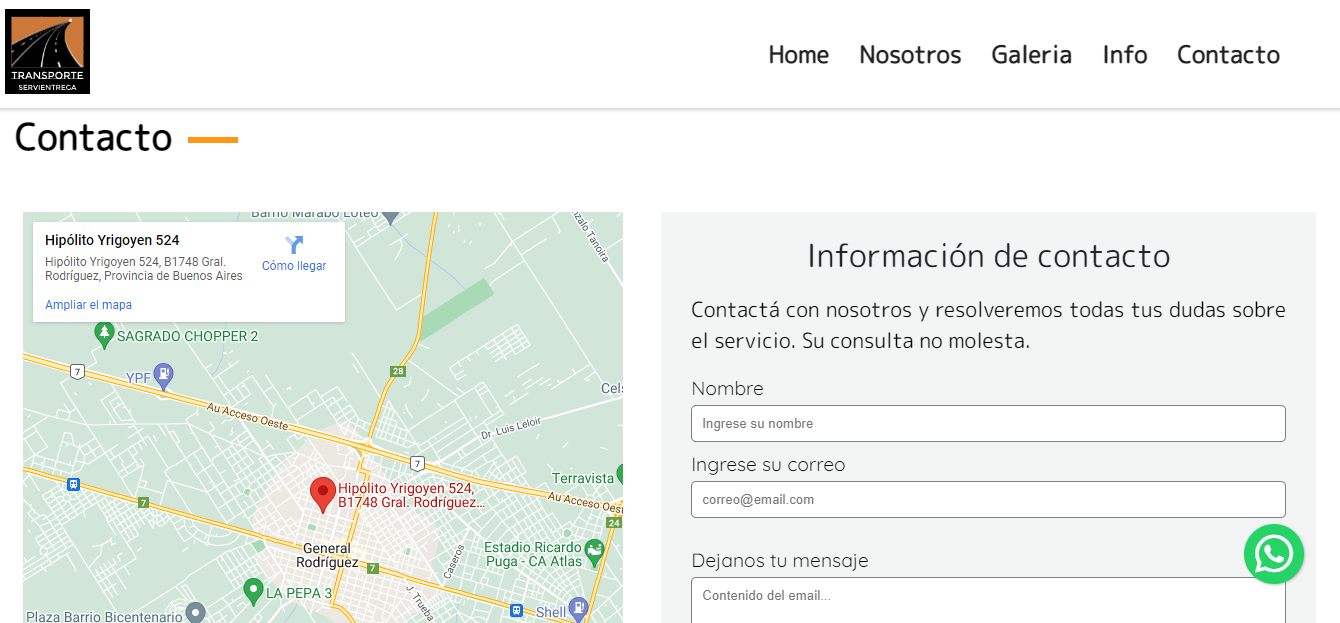 TRANSPORTE
SERVIENTREGA
Home Nosotros Galeria Info Contacto
Contacto
Barrio Marabo Loteo
Hipólito Yrigoyen 524
Hipólito Yrigoyen 524, B1748 Gral.
Rodríguez, Provincia de Buenos Aires
Cómo llegar
Ampliar el mapa
Gonzalo Tanoira
SAGRADO CHOPPER 2
7
YPF
28
Cels
Au Acceso Oeste
Dr. Luis Leloir
7
Terravista
Hipólito Yrigoyen 524,
B1748 Gral. Rodríguez...
Au Acceso Oest
7
24
General
Rodríguez
Estadio Ricardo
Puga - CA Atlas
7
Caseros
LA PEPA 3
J. Trueba
Plaza Barrio Bicentenario
Shell
Información de contacto
Contactá con nosotros y resolveremos todas tus dudas sobre
el servicio. Su consulta no molesta.
Nombre
Ingrese su nombre
Ingrese su correo
correo@email.com
Dejanos tu mensaje
Contenido del email...